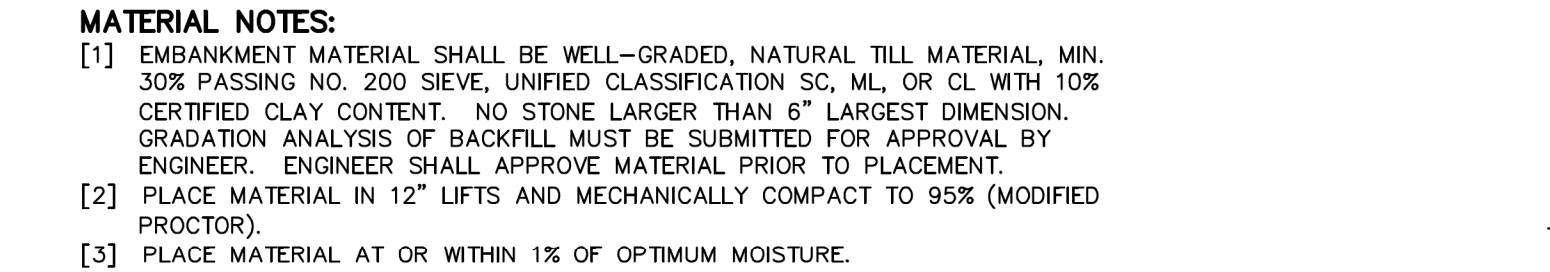 MATERIAL NOTES:
[1] EMBANKMENT MATERIAL SHALL BE WELL-GRADED, NATURAL TILL MATERIAL, MIN.
30% PASSING NO. 200 SIEVE, UNIFIED CLASSIFICATION SC, ML, OR CL WITH 10%
CERTIFIED CLAY CONTENT. NO STONE LARGER THAN 6" LARGEST DIMENSION.
GRADATION ANALYSIS OF BACKFILL MUST BE SUBMITTED FOR APPROVAL BY
ENGINEER. ENGINEER SHALL APPROVE MATERIAL PRIOR TO PLACEMENT.
[2] PLACE MATERIAL IN 12" LIFTS AND MECHANICALLY COMPACT TO 95% (MODIFIED
PROCTOR).
[3] PLACE MATERIAL AT OR WITHIN 1% OF OPTIMUM MOISTURE.